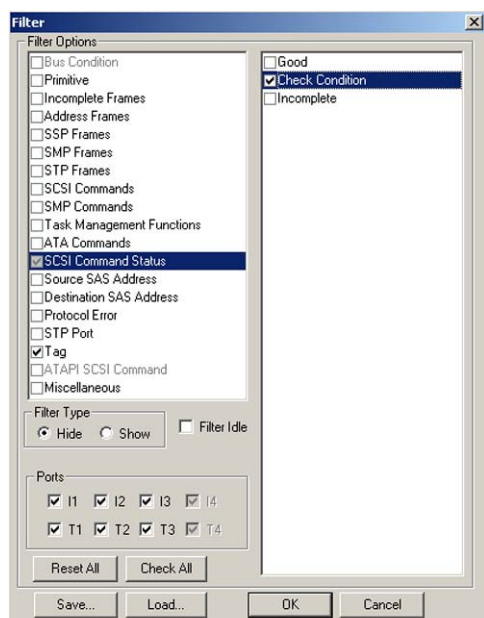 Filter
Filter Options
Bus Condition
Primitive
Incomplete Frames
Address Frames
SSP Frames
SMP Frames
STP Frames
SCSI Commands
SMP Commands
Task Management Functions
ATA Commands
SCSI Command Status
Source SAS Address
Destination SAS Address
Protocol Error
STP Port
Tag
ATAPI SCSI Command
Miscellaneous
Good
Check Condition
Incomplete
Filter Type
Hide Show
Filter Idle
Ports
I1 I2 I3 I4
T1 T2 T3 T4
Reset All Check All
Save... Load... OK Cancel